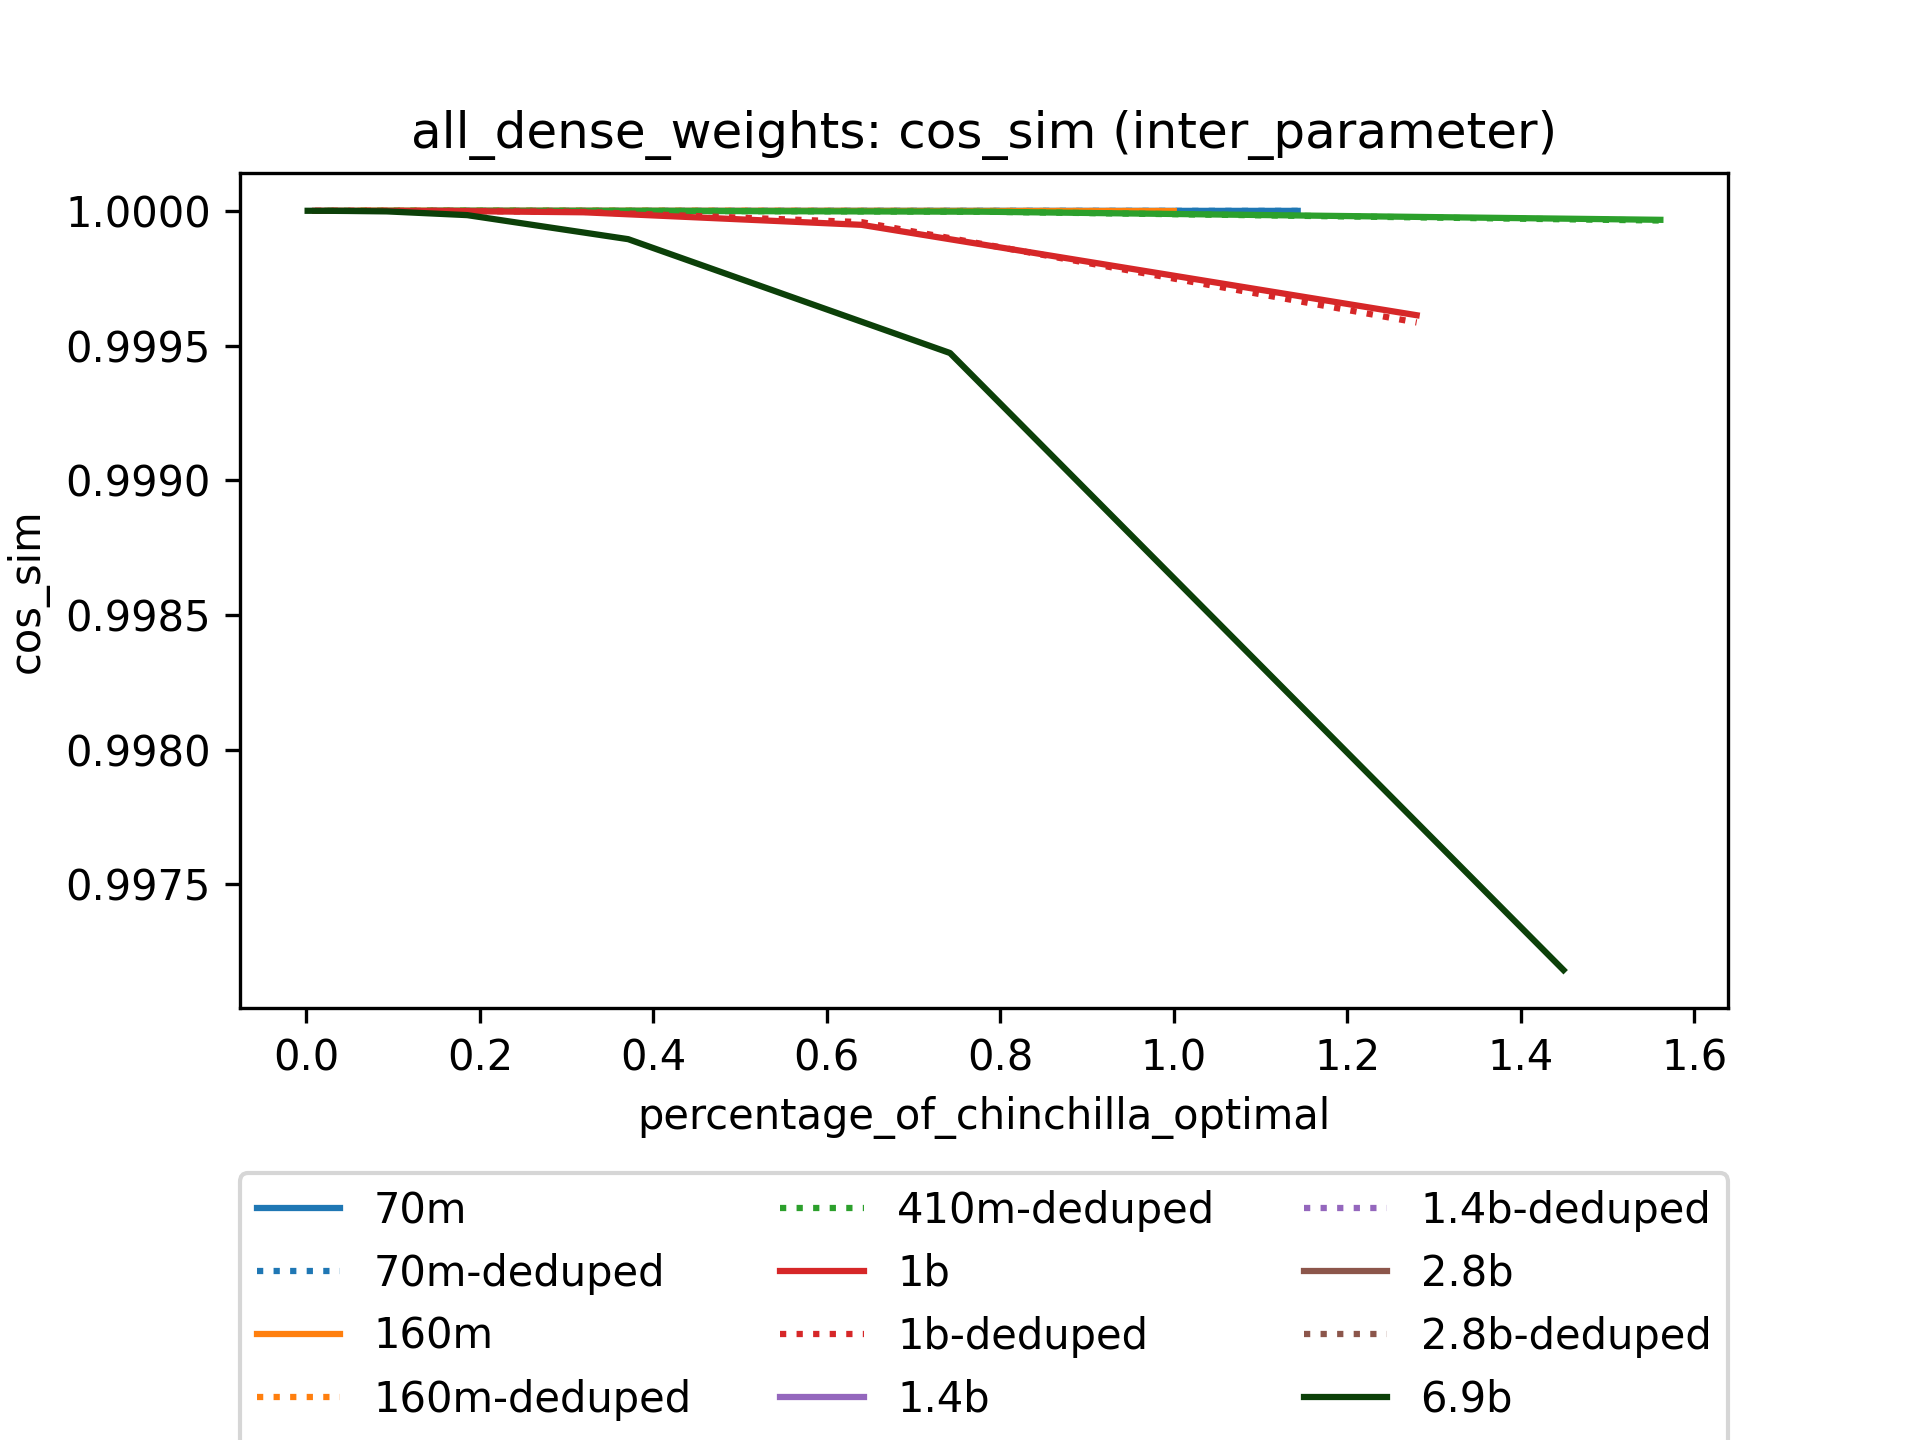 all_dense_weights: cos_sim (inter_parameter)
cos_sim
1.0000
0.9995
0.9990
0.9985
0.9980
0.9975
0.0 0.2 0.4 0.6 0.8 1.0 1.2 1.4 1.6
percentage_of_chinchilla_optimal
70m
70m-deduped
160m
160m-deduped
410m-deduped
1b
1b-deduped
1.4b
1.4b-deduped
2.8b
2.8b-deduped
6.9b